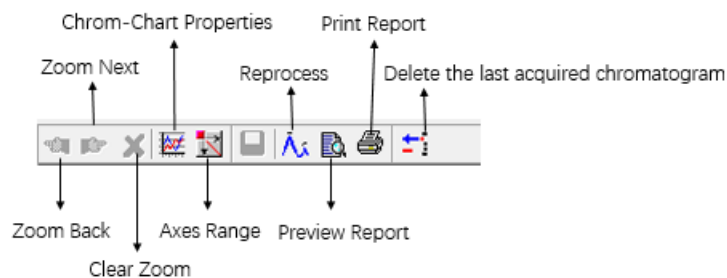 Chrom-Chart Properties
Print Report
Zoom Next
Reprocess
Delete the last acquired chromatogram
Zoom Back
Axes Range
Preview Report
Clear Zoom